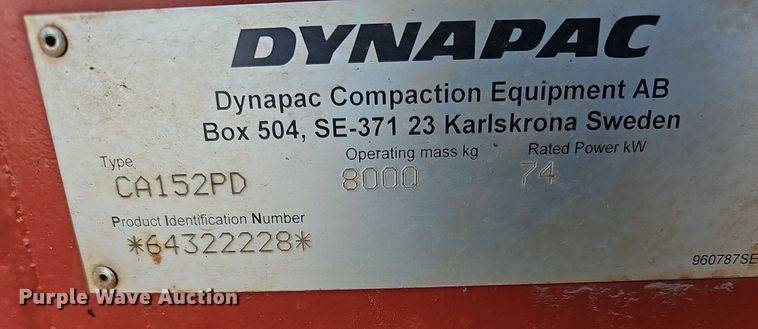 DYNAPAC
Dynapac Compaction Equipment AB
Box 504, SE-371 23 Karlskrona Sweden
Type Operating mass kg Rated Power kW
CA152PD 8000 74
Product Identification Number
*64322228*
960787SE
Purple Wave Auction